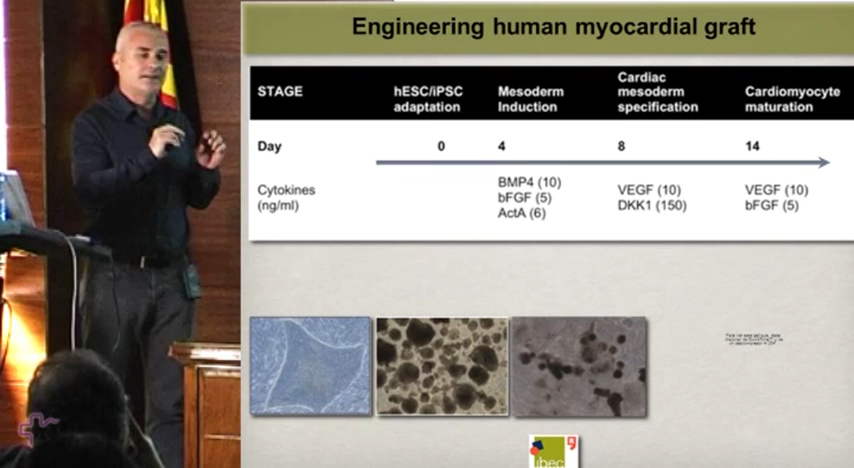 Engineering human myocardial graft
STAGE
hESC/iPSC
adaptation
Mesoderm
Induction
Cardiac
mesoderm
specification
Cardiomyocyte
maturation
Day
0
4
8
14
Cytokines
(ng/ml)
BMP4 (10)
bFGF (5)
ActA (6)
VEGF (10)
DKK1 (150)
VEGF (10)
bFGF (5)
ibec